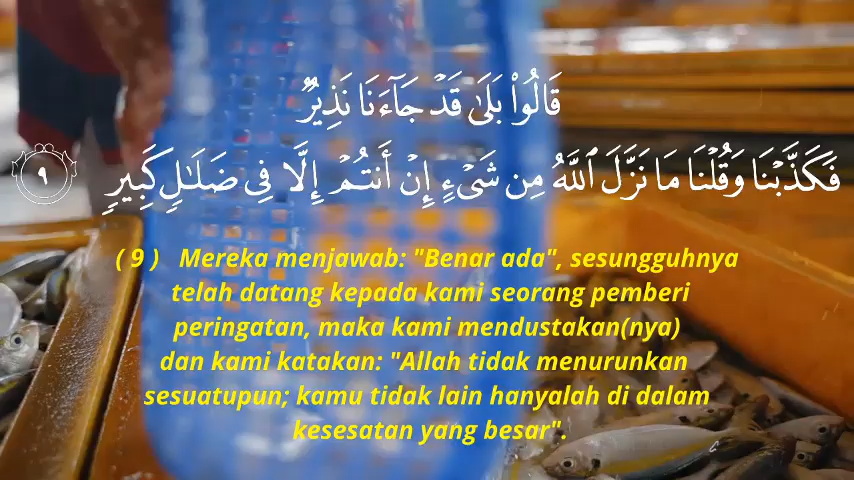 قَالُوا۟ بَلَىٰ قَدْ جَآءَنَا نَذِيرٌ
فَكَذَّبْنَا وَقُلْنَا مَا نَزَّلَ ٱللَّهُ مِن شَىْءٍ إِنْ أَنتُمْ إِلَّا فِى ضَلَـٰلٍ كَبِيرٍ ٩
( 9 ) Mereka menjawab: "Benar ada", sesungguhnya
telah datang kepada kami seorang pemberi
peringatan, maka kami mendustakan(nya)
dan kami katakan: "Allah tidak menurunkan
sesuatupun; kamu tidak lain hanyalah di dalam
kesesatan yang besar".